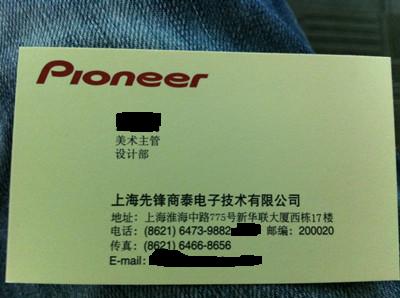 Pioneer
美术主管
设计部
上海先锋商泰电子技术有限公司
地址: 上海淮海中路775号新华联大厦西栋17楼
电话: (8621) 6473-9882 邮编: 200020
传真: (8621) 6466-8656
E-mail: